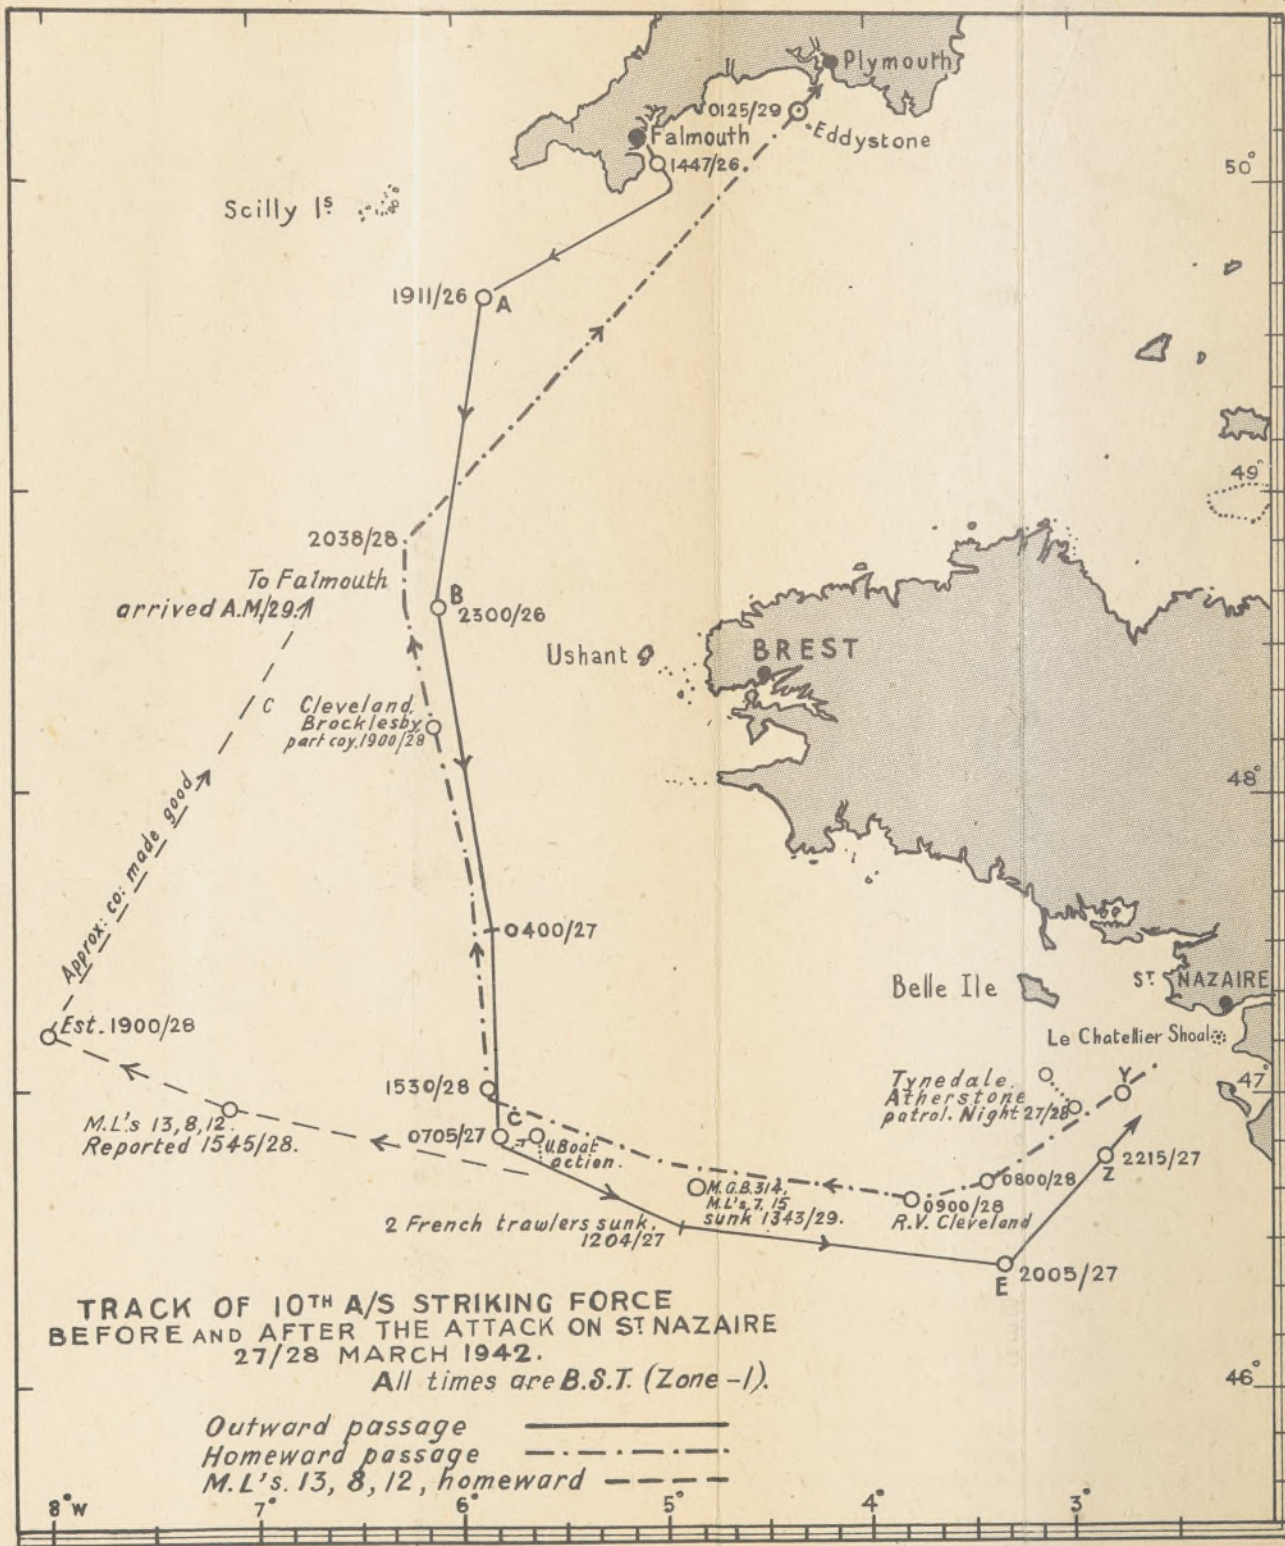 Plymouth
0125/29
Eddystone
Falmouth
1447/26.
50°
Scilly Is
1911/26
A
49°
2038/28
To Falmouth
arrived A.M./29.
B
2300/26
Ushant
BREST
C
Cleveland.
Brocklesby
part coy. 1900/28
48°
Approx: co: made good
0400/27
Belle Ile
ST. NAZAIRE
Est. 1900/28
Le Chatellier Shoal
1530/28
Tynedale.
Atherstone
patrol. Night 27/28
Y
47°
M.L's 13, 8, 12.
Reported 1545/28.
0705/27
C
U.Boat
action.
Z
2215/27
M.G.B. 314,
M.L's. 7. 15
sunk 1343/29.
0800/28
0900/28
R.V. Cleveland
2 French trawlers sunk.
1204/27
E
2005/27
TRACK OF 10TH A/S STRIKING FORCE
BEFORE AND AFTER THE ATTACK ON ST NAZAIRE
27/28 MARCH 1942.
All times are B.S.T. (Zone -1).
46°
Outward passage
Homeward passage
M.L's. 13, 8, 12, homeward
8°W
7°
6°
5°
4°
3°